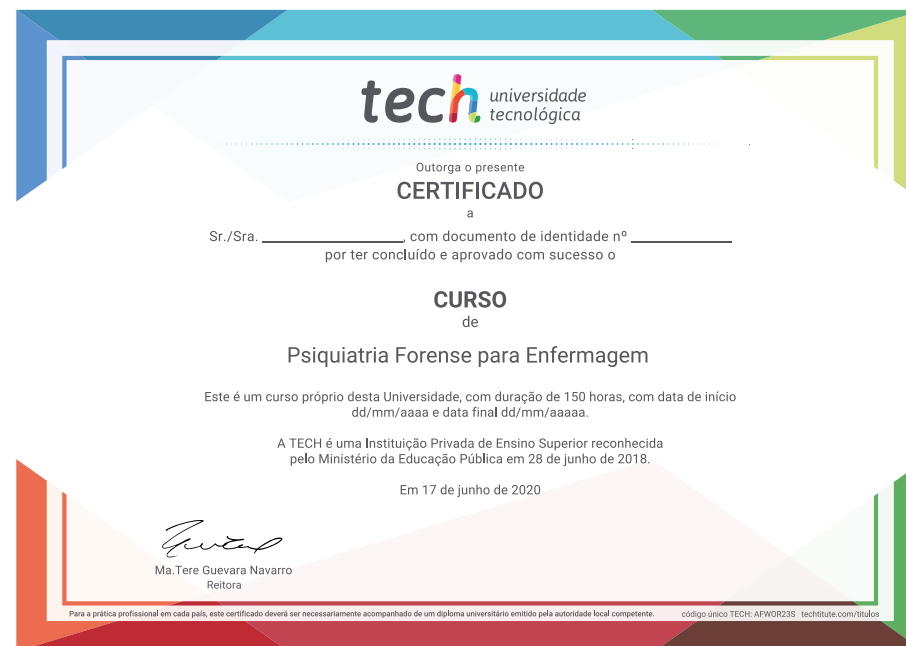 tech universidade
tecnológica
Outorga o presente
CERTIFICADO
a
Sr./Sra. ________________, com documento de identidade nº ____________
por ter concluído e aprovado com sucesso o
CURSO
de
Psiquiatria Forense para Enfermagem
Este é um curso próprio desta Universidade, com duração de 150 horas, com data de início
dd/mm/aaaa e data final dd/mm/aaaaa.
A TECH é uma Instituição Privada de Ensino Superior reconhecida
pelo Ministério da Educação Pública em 28 de junho de 2018.
Em 17 de junho de 2020
Ma.Tere Guevara Navarro
Reitora
Para a prática profissional em cada país, este certificado deverá ser necessariamente acompanhado de um diploma universitário emitido pela autoridade local competente. código único TECH: AFWOR23S techtitute.com/titulos